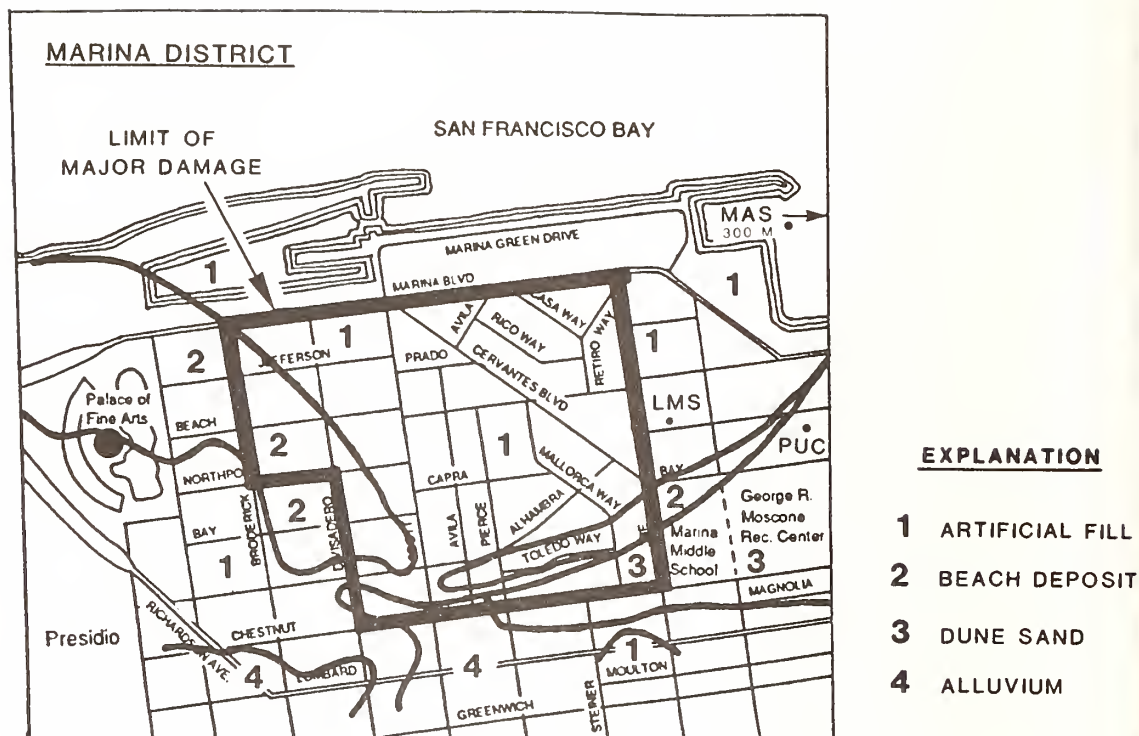 MARINA DISTRICT
LIMIT OF
MAJOR DAMAGE
SAN FRANCISCO BAY
MAS
300 M
MARINA GREEN DRIVE
1
MARINA BLVD
1
CASA WAY
AVILA
RICO WAY
RETIRO WAY
1
1
2
PRADO
CERVANTES BLVD
Palace of
Fine Arts
BEACH
LMS
PUC
2
1
NORTHPO
CAPRA
MALLORCA WAY
BAY
2
George R.
Moscone
Rec. Center
3
2
BAY
BRODERICK
AVILA
PIERCE
ALHAMBRA
TOLEDO WAY
Marina
Middle
School
1
3
MAGNOLIA
RICHARDSON AVE.
CHESTNUT
Presidio
4
LOMBARD
4
1
MOULTON
GREENWICH
STEINER
EXPLANATION
1 ARTIFICIAL FILL
2 BEACH DEPOSIT
3 DUNE SAND
4 ALLUVIUM